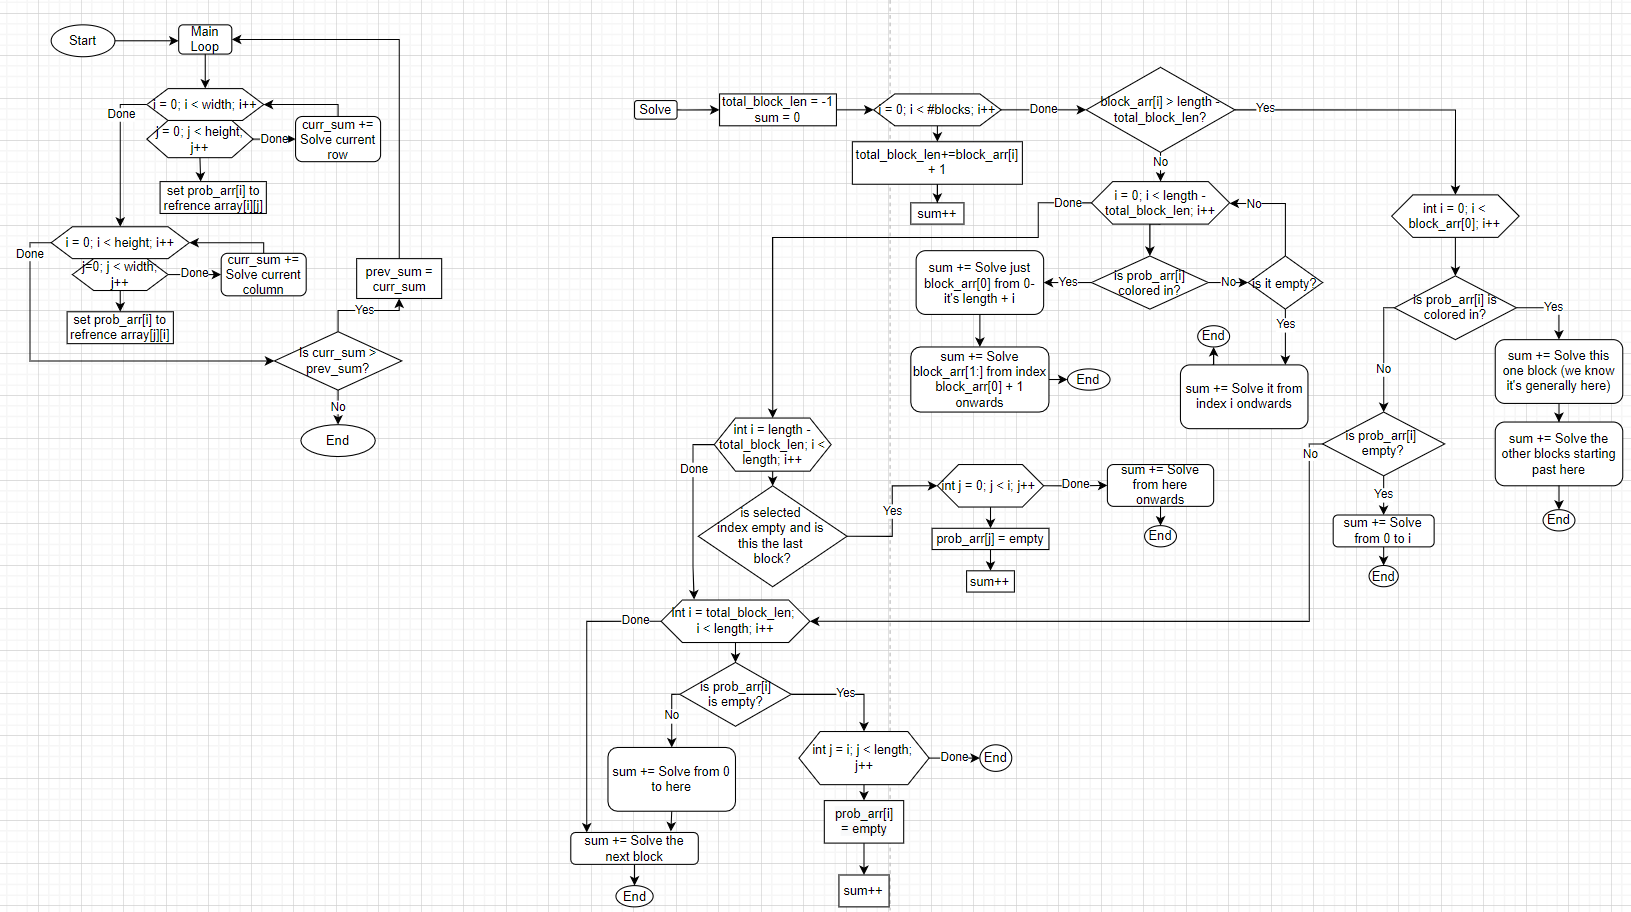 Start
Main
Loop
i = 0; i < width; i++
Done
j = 0; j < height;
j++
Done
curr_sum +=
Solve current
row
set prob_arr[i] to
refrence array[i][j]
i = 0; i < height; i++
Done
j=0; j < width,
j++
Done
curr_sum +=
Solve current
column
set prob_arr[i] to
refrence array[j][i]
prev_sum =
curr_sum
Yes
Is curr_sum >
prev_sum?
No
End
Solve
total_block_len = -1
sum = 0
i = 0; i < #blocks; i++
Done
total_block_len+=block_arr[i]
+ 1
sum++
block_arr[i] > length -
total_block_len?
Yes
No
i = 0; i < length -
total_block_len; i++
Done
No
is prob_arr[i]
colored in?
Yes
No
is it empty?
Yes
sum += Solve just
block_arr[0] from 0-
it's length + i
sum += Solve
block_arr[1:] from index
block_arr[0] + 1
onwards
End
End
sum += Solve it from
index i ondwards
int i = 0; i <
block_arr[0]; i++
is prob_arr[i] is
colored in?
Yes
No
sum += Solve this
one block (we know
it's generally here)
sum += Solve the
other blocks starting
past here
End
is prob_arr[i]
empty?
No
Yes
sum += Solve
from 0 to i
End
int i = length -
total_block_len; i <
length; i++
Done
is selected
index empty and is
this the last
block?
Yes
int j = 0; j < i; j++
Done
sum += Solve
from here
onwards
End
prob_arr[j] = empty
sum++
int i = total_block_len;
i < length; i++
Done
is prob_arr[i]
is empty?
Yes
No
sum += Solve from 0
to here
sum += Solve the
next block
End
int j = i; j < length;
j++
Done
End
prob_arr[i]
= empty
sum++